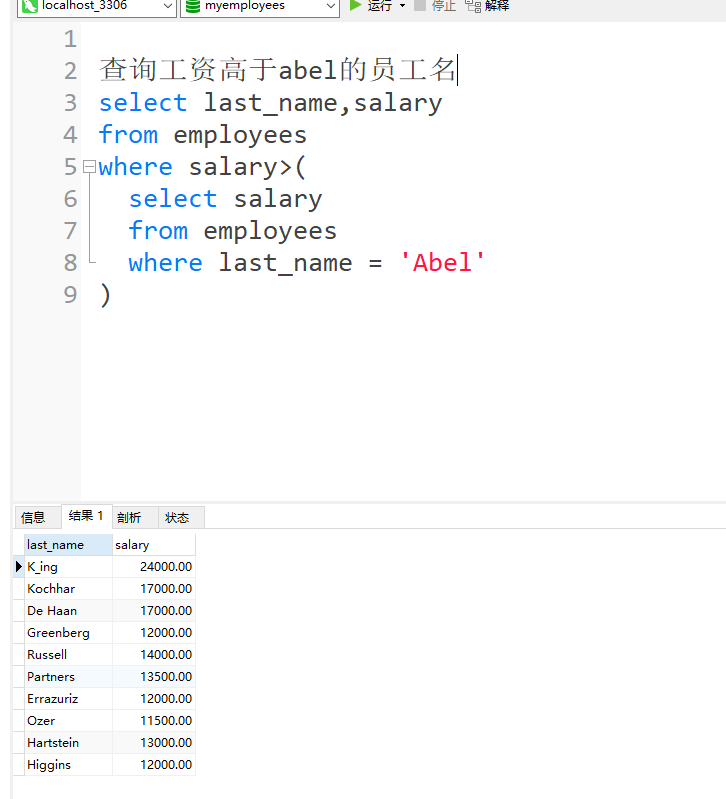 localhost_3306 myemployees 运行 停止 解释
1
2 查询工资高于abel的员工名
3 select last_name,salary
4 from employees
5 where salary>(
6 select salary
7 from employees
8 where last_name = 'Abel'
9 )
信息 结果 1 剖析 状态
last_name salary
K_ing 24000.00
Kochhar 17000.00
De Haan 17000.00
Greenberg 12000.00
Russell 14000.00
Partners 13500.00
Errazuriz 12000.00
Ozer 11500.00
Hartstein 13000.00
Higgins 12000.00